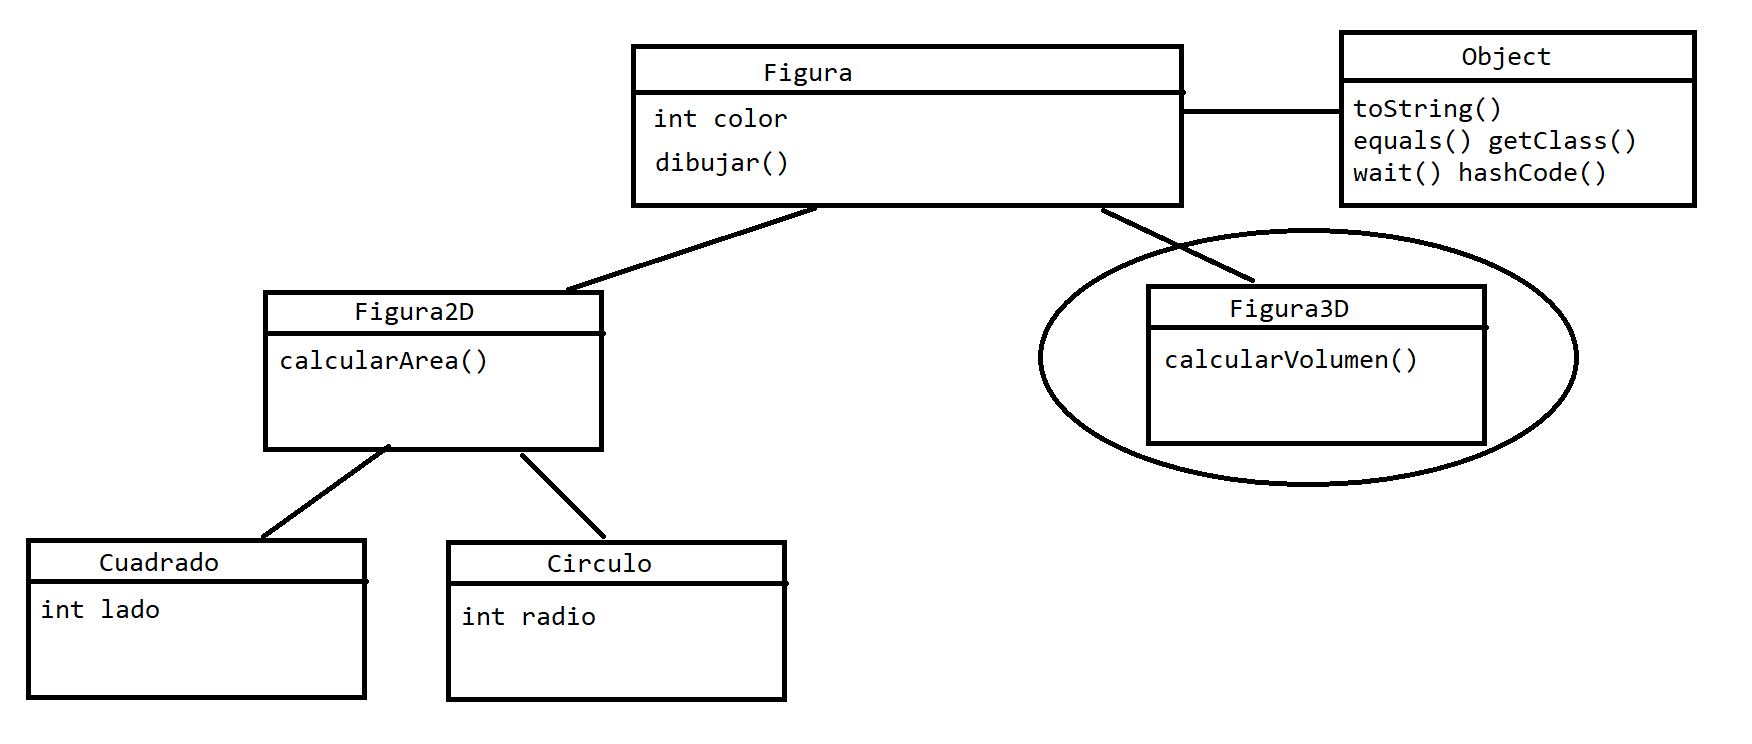 Figura
int color
dibujar()
Object
toString()
equals() getClass()
wait() hashCode()
Figura2D
calcularArea()
Figura3D
calcularVolumen()
Cuadrado
int lado
Circulo
int radio